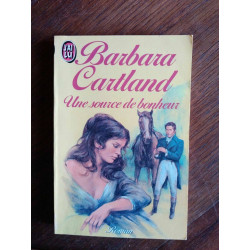 J'AI
LU
Barbara
Cartland
Une source de bonheur
Roman